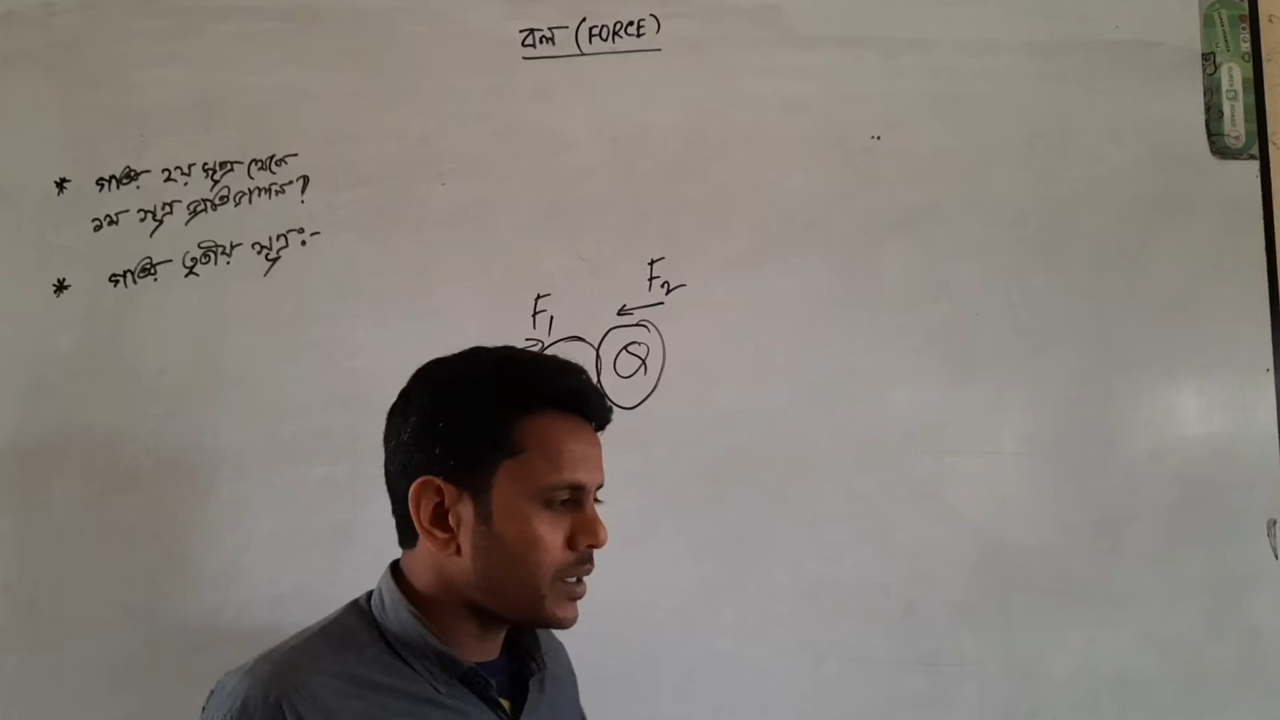 বল (FORCE)
* গতির ২য় সূত্র থেকে
১ম সূত্র প্রতিপাদন?
* গতির তৃতীয় সূত্র:-
F₂
F₁
Q